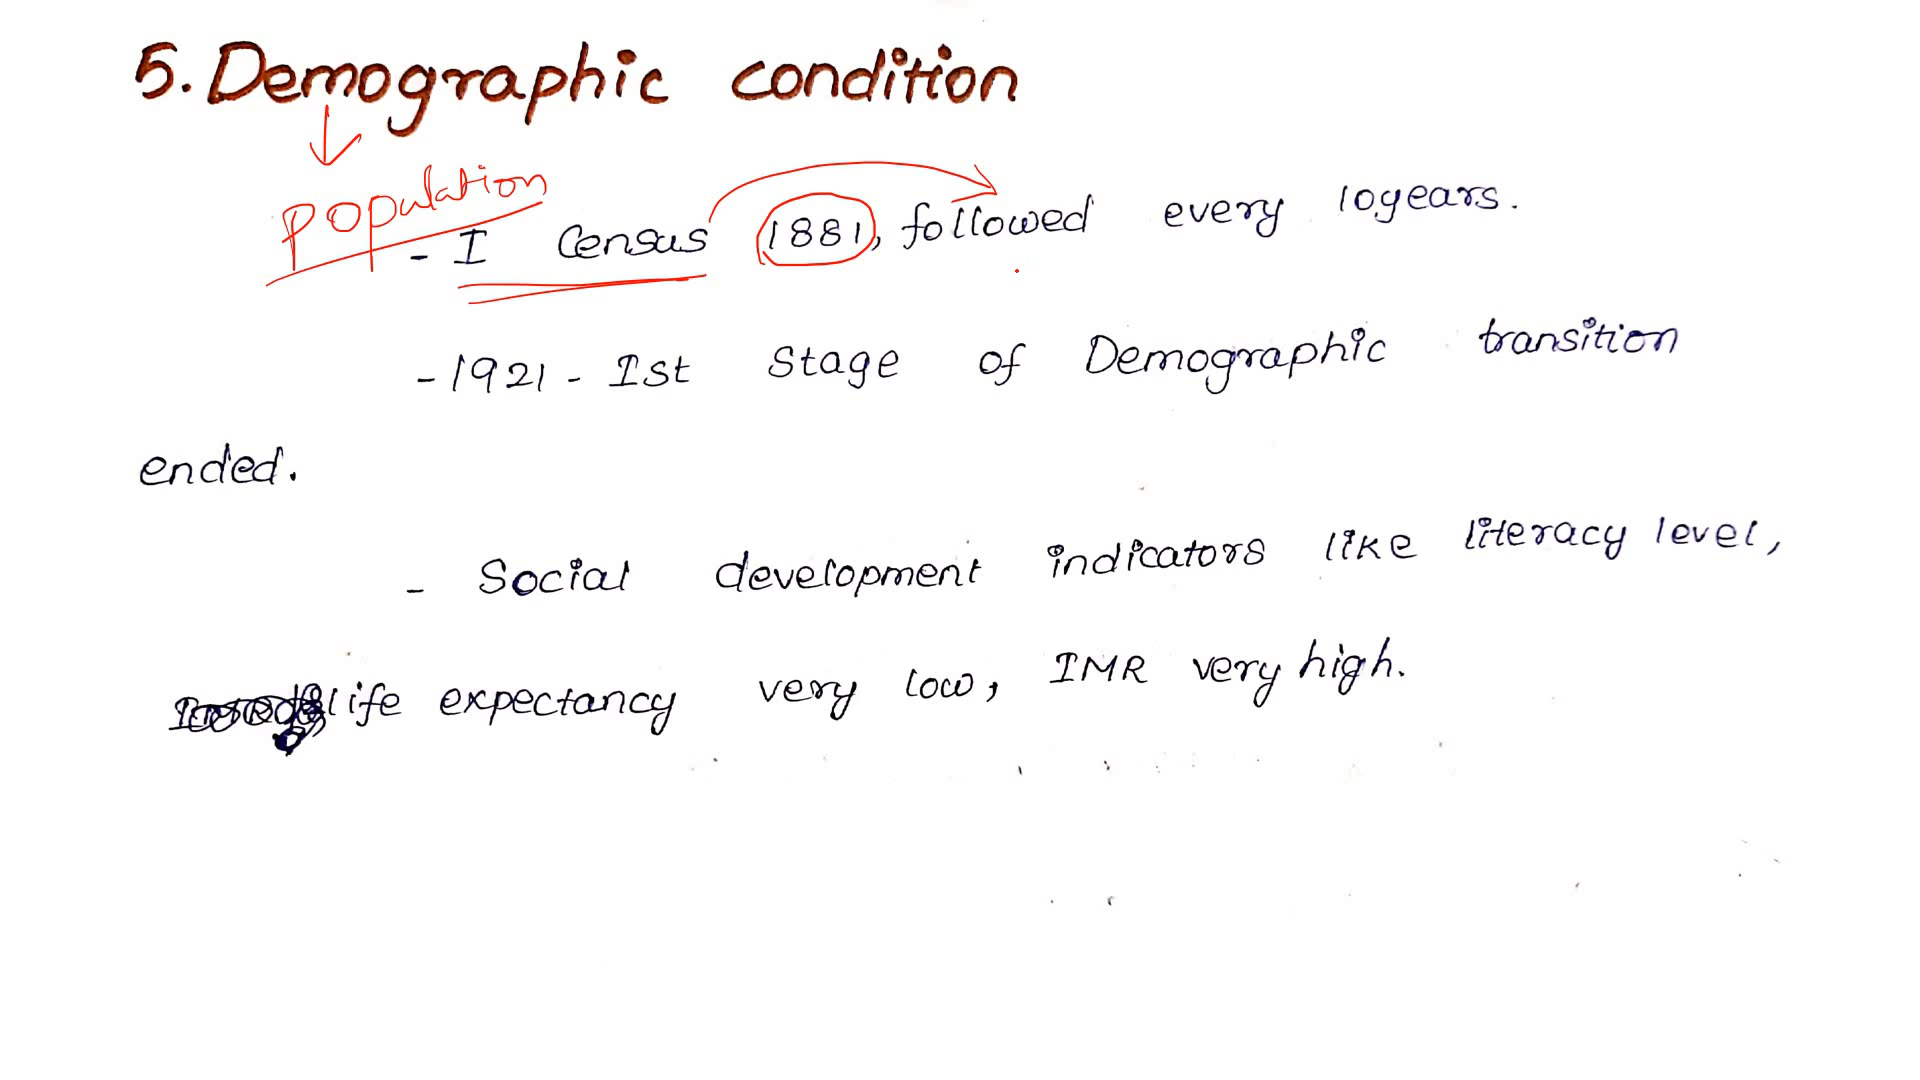 5. Demographic condition
Population
- I Census 1881, followed every 10years.
- 1921 - Ist Stage of Demographic transition
ended.
- Social development indicators like literacy level,
life expectancy very low, IMR very high.